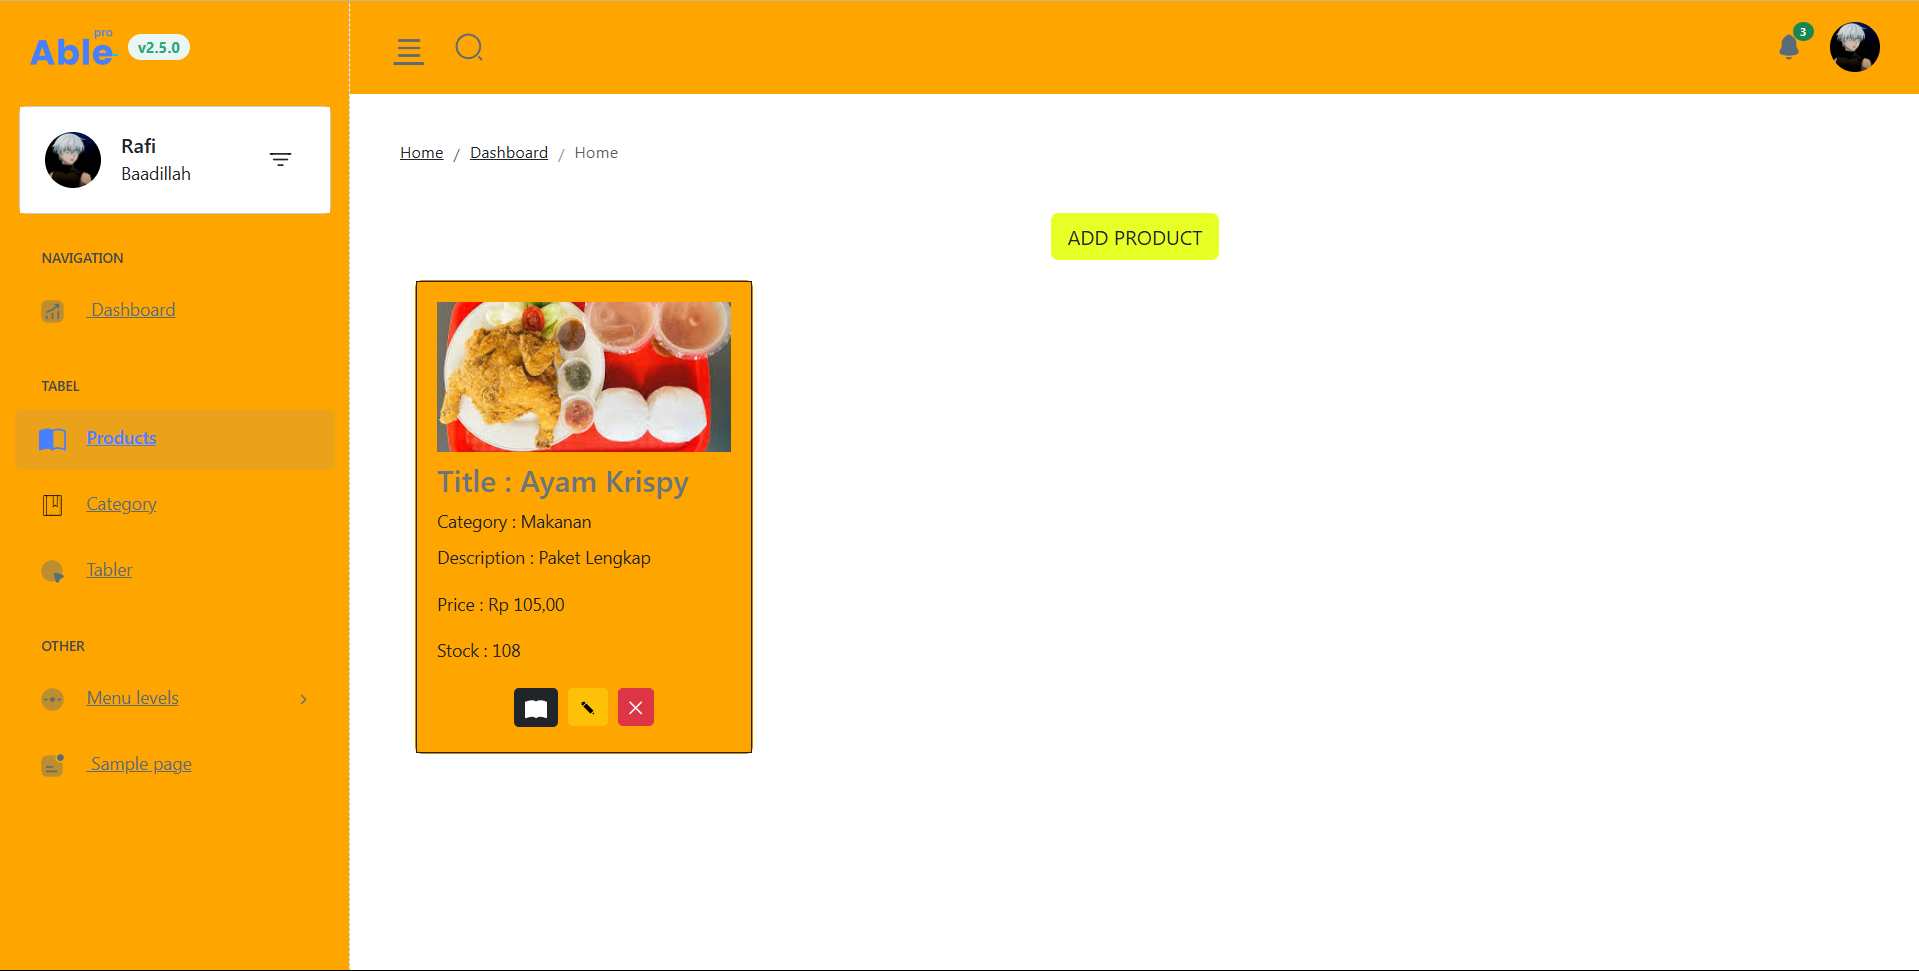 Able pro v2.5.0
3
Rafi
Baadillah
NAVIGATION
Dashboard
TABEL
Products
Category
Tabler
OTHER
Menu levels
Sample page
Home / Dashboard / Home
ADD PRODUCT
Title : Ayam Krispy
Category : Makanan
Description : Paket Lengkap
Price : Rp 105,00
Stock : 108